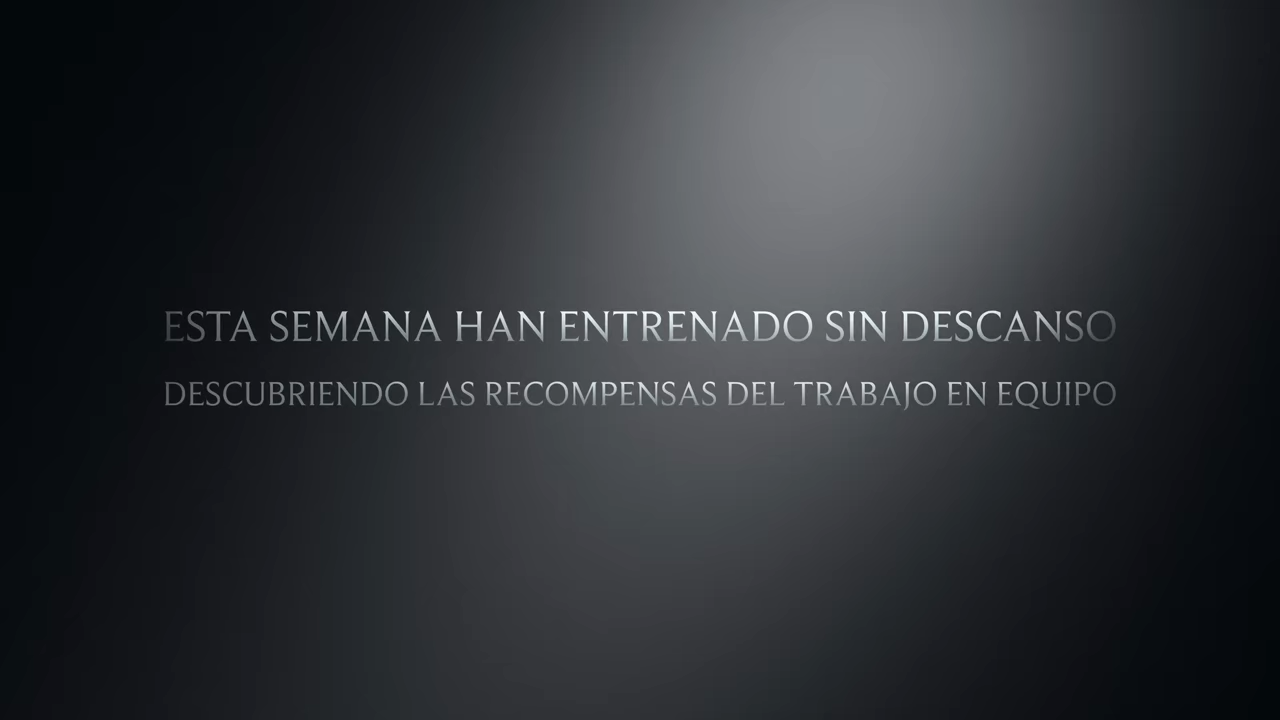 ESTA SEMANA HAN ENTRENADO SIN DESCANSO
DESCUBRIENDO LAS RECOMPENSAS DEL TRABAJO EN EQUIPO